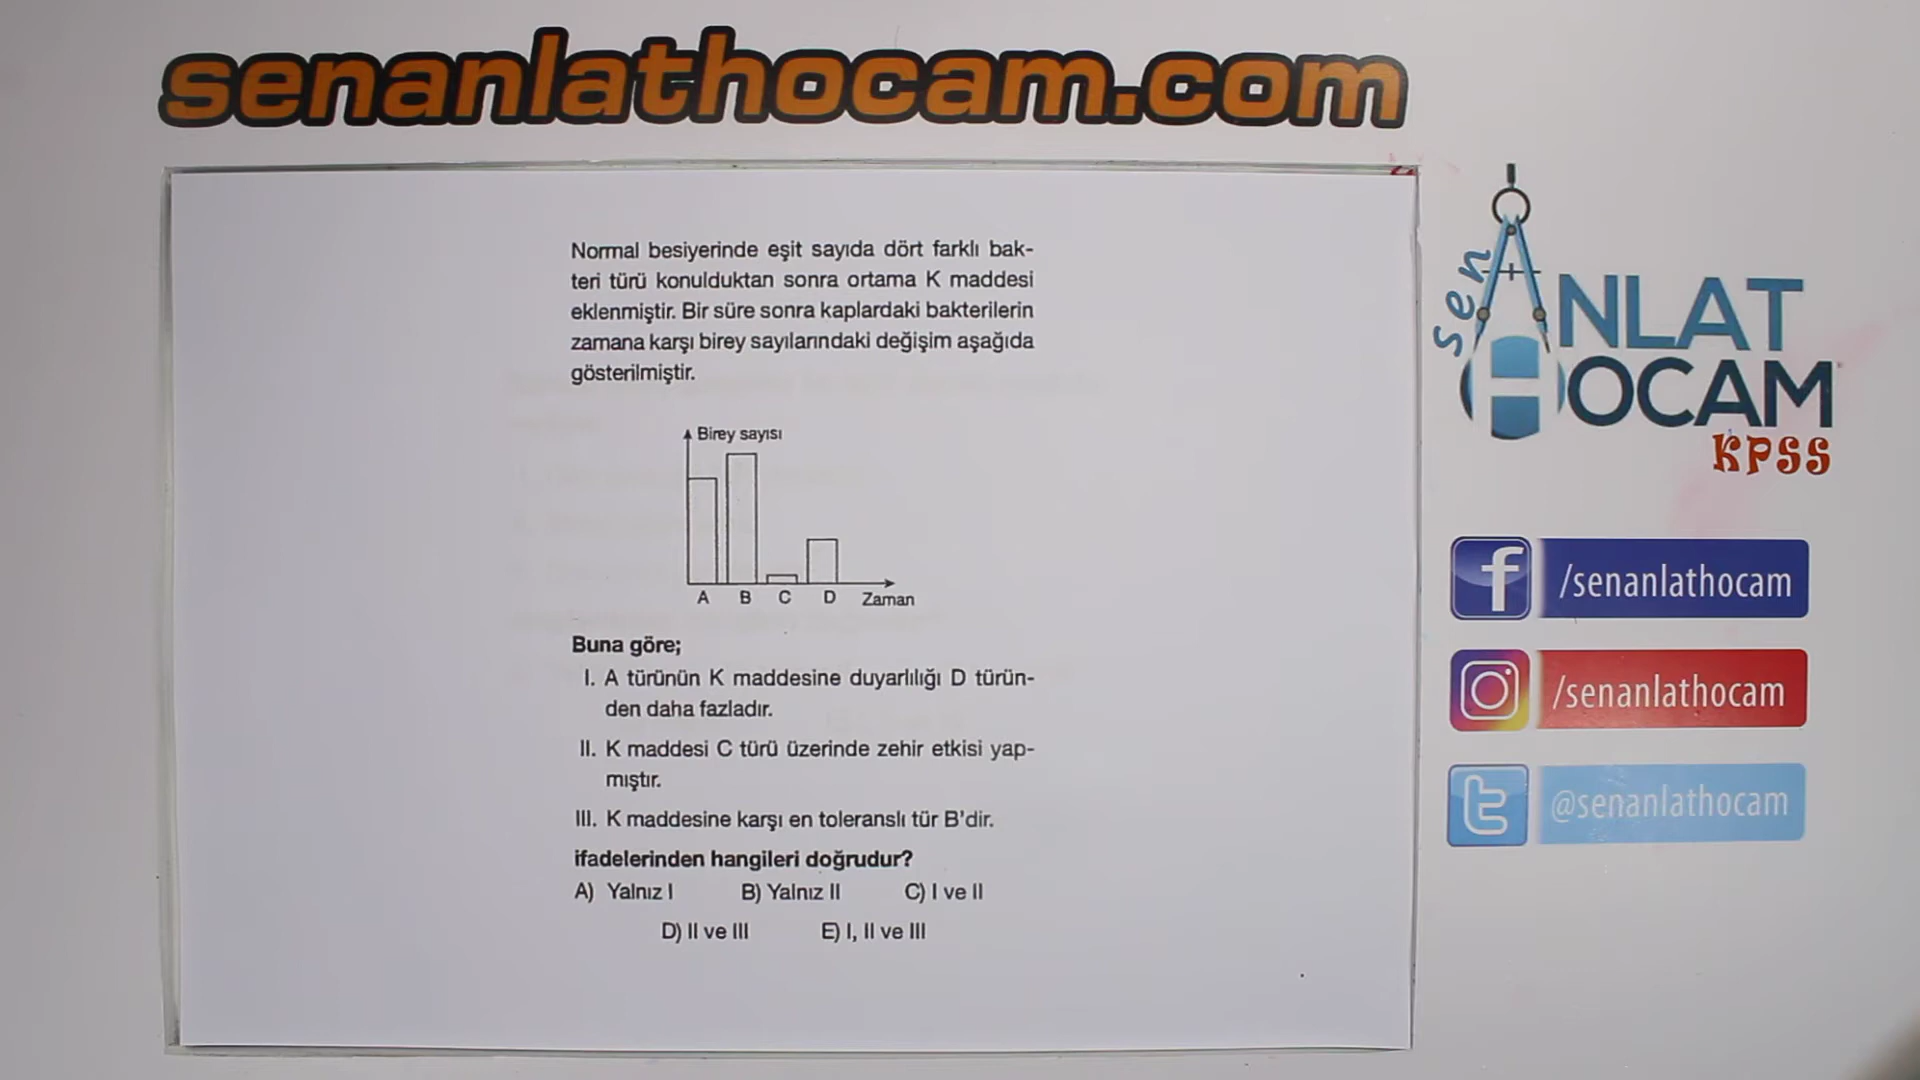 senanlathocam.com
Normal besiyerinde eşit sayıda dört farklı bak-
teri türü konulduktan sonra ortama K maddesi
eklenmiştir. Bir süre sonra kaplardaki bakterilerin
zamana karşı birey sayılarındaki değişim aşağıda
gösterilmiştir.
Birey sayısı
A B C D Zaman
Buna göre;
I. A türünün K maddesine duyarlılığı D türün-
den daha fazladır.
II. K maddesi C türü üzerinde zehir etkisi yap-
mıştır.
III. K maddesine karşı en toleranslı tür B'dir.
ifadelerinden hangileri doğrudur?
A) Yalnız I B) Yalnız II C) I ve II
D) II ve III E) I, II ve III
sen
ANLAT
HOCAM
KPSS
f /senanlathocam
/senanlathocam
t @senanlathocam